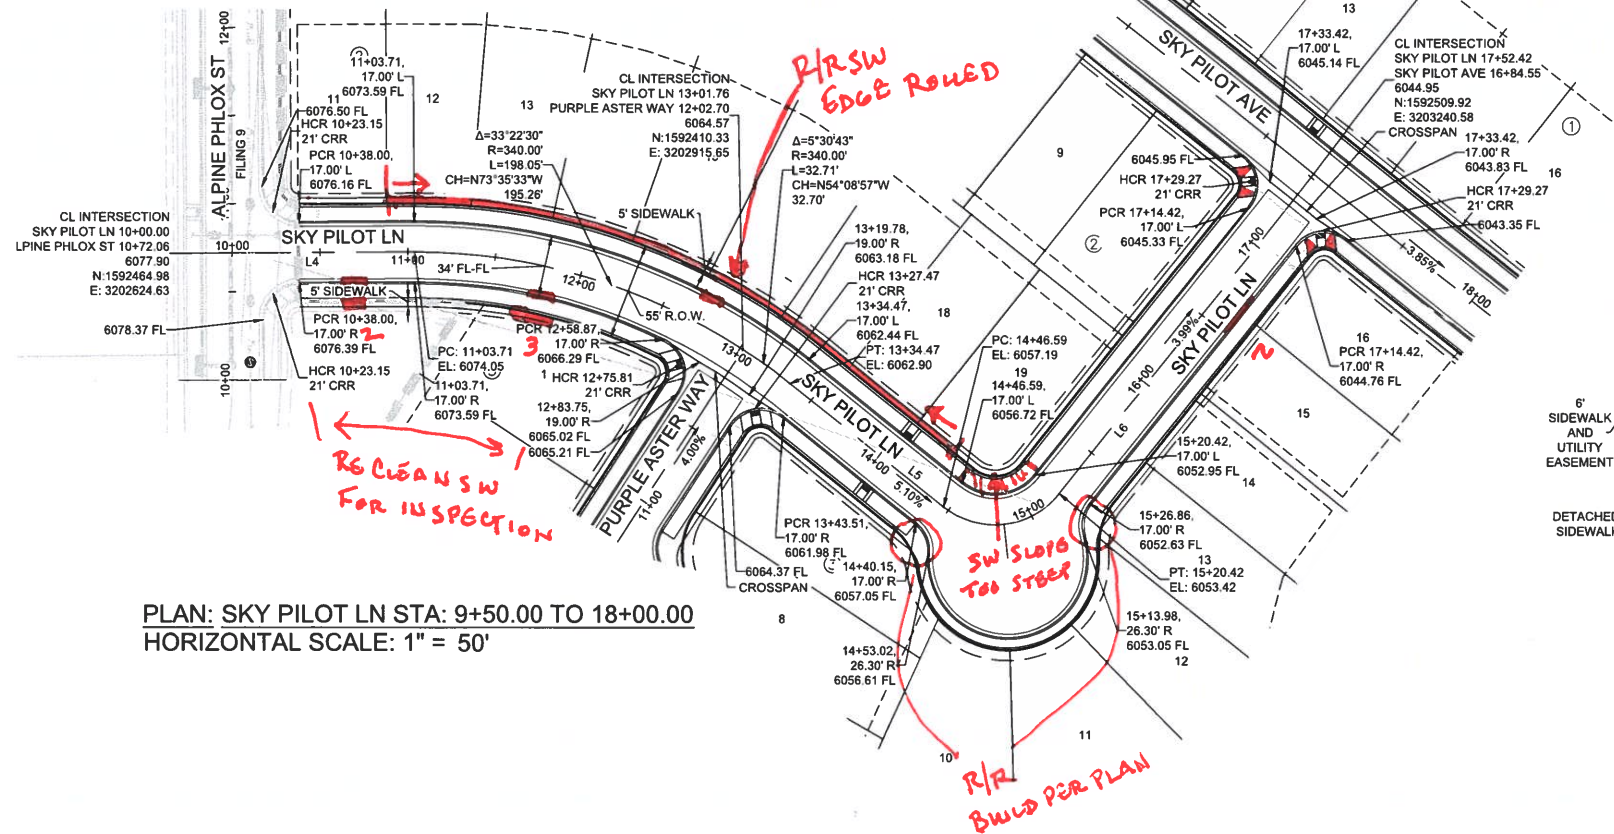 12+00
ALPINE PHLOX ST
FILING 9
10+00
10+00
11+03.71,
17.00' L
6073.59 FL
11
6076.50 FL
HCR 10+23.15
21' CRR
PCR 10+38.00,
17.00' L
6076.16 FL
12
13
CL INTERSECTION
SKY PILOT LN 13+01.76
PURPLE ASTER WAY 12+02.70
6064.57
N:1592410.33
E: 3202915.65
Δ=33°22'30"
R=340.00'
L=198.05'
CH=N73°35'33"W
195.26'
R/R SW
EDGE ROLLED
Δ=5°30'43"
R=340.00'
L=32.71'
CH=N54°08'57"W
32.70'
5' SIDEWALK
CL INTERSECTION
SKY PILOT LN 10+00.00
LPINE PHLOX ST 10+72.06
6077.90
N:1592464.98
E: 3202624.63
6078.37 FL
SKY PILOT LN
L4
11+00
34' FL-FL
12+00
55' R.O.W.
13+00
5' SIDEWALK
PCR 10+38.00,
17.00' R
6076.39 FL
2
HCR 10+23.15
21' CRR
PC: 11+03.71
EL: 6074.05
11+03.71,
17.00' R
6073.59 FL
PCR 12+58.87,
17.00' R
6066.29 FL
3
1
HCR 12+75.81
21' CRR
12+83.75,
19.00' R
6065.02 FL
6065.21 FL
RE CLEAN SW
FOR INSPECTION
PURPLE ASTER WAY
4.00%
11+00
13+19.78,
19.00' R
6063.18 FL
HCR 13+27.47
21' CRR
13+34.47,
17.00' L
6062.44 FL
PT: 13+34.47
EL: 6062.90
18
SKY PILOT LN
14+00
L5
5.10%
PC: 14+46.59
EL: 6057.19
19
14+46.59,
17.00' L
6056.72 FL
15+00
SW SLOPE
TOO STEEP
PCR 13+43.51,
17.00' R
6061.98 FL
6064.37 FL
CROSSPAN
14+40.15,
17.00' R
6057.05 FL
8
14+53.02,
26.30' R
6056.61 FL
10
11
R/R
BUILD PER PLAN
15+20.42,
17.00' L
6052.95 FL
14
15+26.86,
17.00' R
6052.63 FL
13
PT: 15+20.42
EL: 6053.42
15+13.98,
26.30' R
6053.05 FL
12
9
2
SKY PILOT AVE
13
17+33.42,
17.00' L
6045.14 FL
CL INTERSECTION
SKY PILOT LN 17+52.42
SKY PILOT AVE 16+84.55
6044.95
N:1592509.92
E: 3203240.58
CROSSPAN
1
17+33.42,
17.00' R
6043.83 FL
16
HCR 17+29.27
21' CRR
6043.35 FL
6045.95 FL
HCR 17+29.27
21' CRR
PCR 17+14.42,
17.00' L
6045.33 FL
17+00
3.85%
18+00
SKY PILOT LN
3.99%
16+00
L6
2
16
PCR 17+14.42,
17.00' R
6044.76 FL
15
6'
SIDEWALK
AND
UTILITY
EASEMENT
DETACHED
SIDEWALK
PLAN: SKY PILOT LN STA: 9+50.00 TO 18+00.00
HORIZONTAL SCALE: 1" = 50'